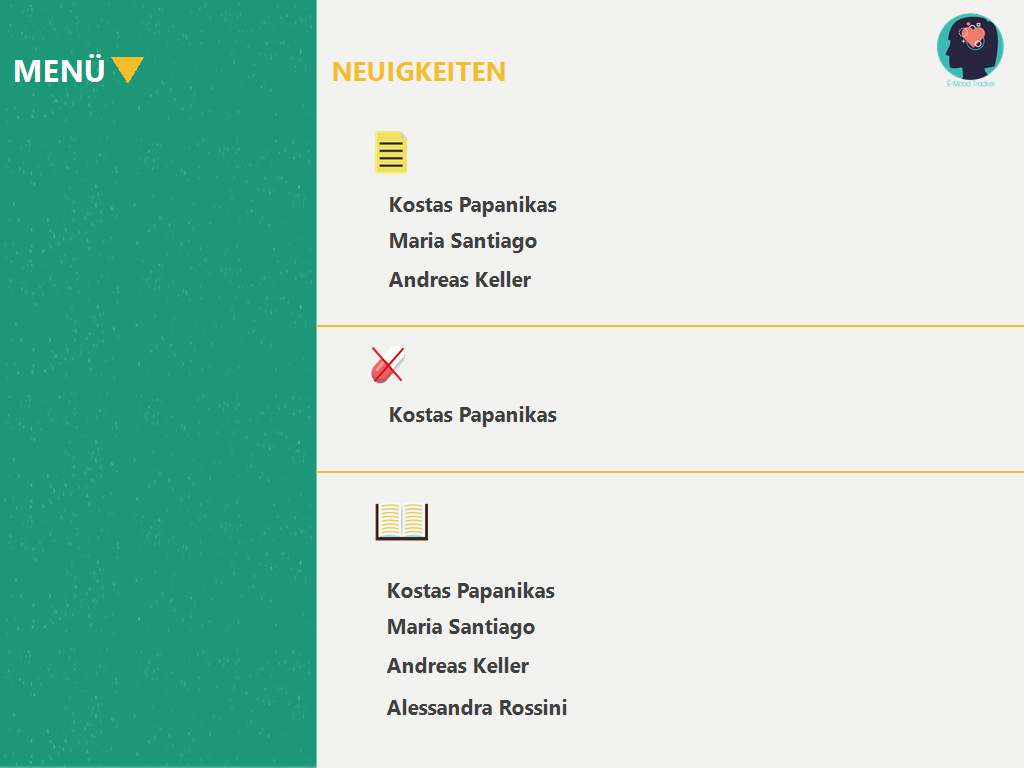 MENÜ
NEUIGKEITEN
E-Mood Tracker
Kostas Papanikas
Maria Santiago
Andreas Keller
Kostas Papanikas
Kostas Papanikas
Maria Santiago
Andreas Keller
Alessandra Rossini